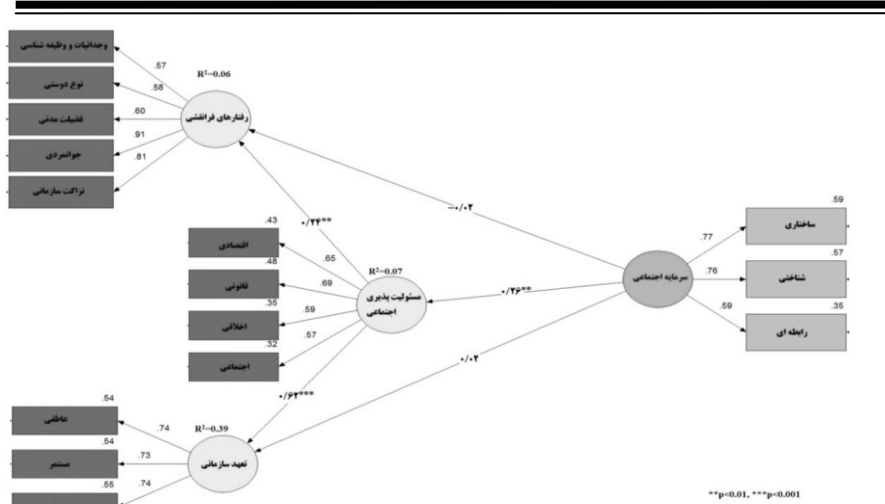 وجدانیات و وظیفه شناسی
نوع دوستی
فضیلت مدنی
جوانمردی
نزاکت سازمانی
.57
.58
.60
.91
.81
R²=0.06
رفتارهای فرانقشی
-۰/۰۲
۰/۲۴**
.43
اقتصادی
.48
قانونی
.35
اخلاقی
.32
اجتماعی
.65
.69
.59
.57
R²=0.07
مسئولیت پذیری
اجتماعی
۰/۲۶**
سرمایه اجتماعی
.77
.76
.59
.59
ساختاری
.57
شناختی
.35
رابطه ای
۰/۰۲
۰/۶۲***
.54
عاطفی
.54
مستمر
.55
.74
.73
.74
R²=0.39
تعهد سازمانی
**p<0.01, ***p<0.001